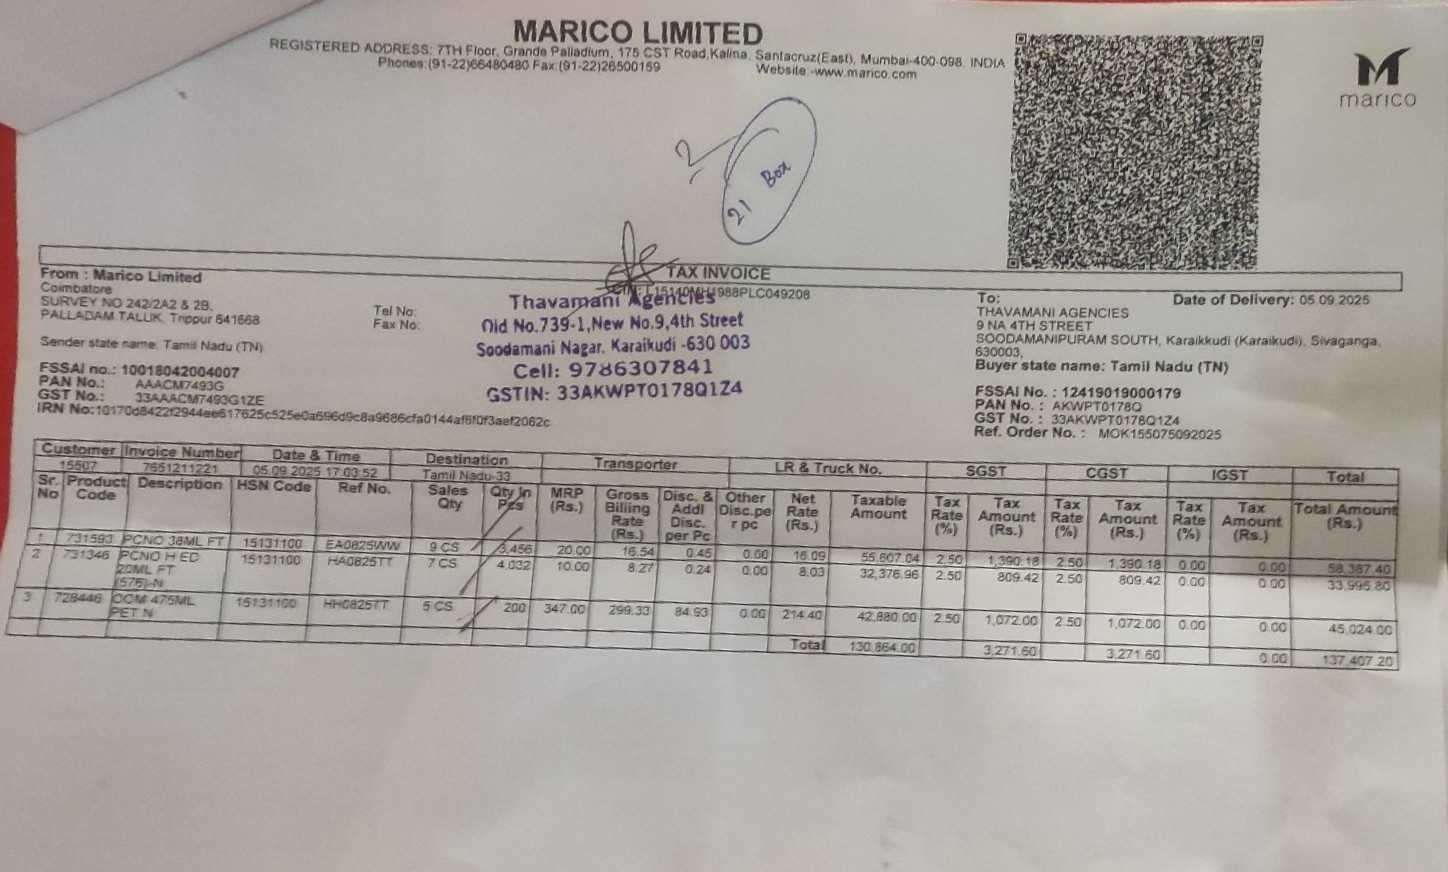 MARICO LIMITED
REGISTERED ADDRESS: 7TH Floor, Grande Palladium, 175 CST Road,Kalina, Santacruz(East), Mumbai-400-098. INDIA
Phones:(91-22)66480480 Fax:(91-22)26500159 Website:-www.marico.com
marico
2
21 Box
TAX INVOICE
CIN: L15140MH1988PLC049208
From : Marico Limited
Coimbatore
SURVEY NO 242/2A2 & 2B,
PALLADAM TALUK, Trippur 641668
Sender state name: Tamil Nadu (TN)
FSSAI no.: 10018042004007
PAN No.: AAACM7493G
GST No.: 33AAACM7493G1ZE
IRN No:10170d8422f2944ee617625c525e0a696d9c8a9686cfa0144af6f0f3aef2062c
Tel No:
Fax No:
Thavamani Agencies
Old No.739-1,New No.9,4th Street
Soodamani Nagar, Karaikudi -630 003
Cell: 9786307841
GSTIN: 33AKWPT0178Q1Z4
To: Date of Delivery: 05.09.2025
THAVAMANI AGENCIES
9 NA 4TH STREET
SOODAMANIPURAM SOUTH, Karaikkudi (Karaikudi), Sivaganga,
630003,
Buyer state name: Tamil Nadu (TN)
FSSAI No. : 12419019000179
PAN No. : AKWPT0178Q
GST No. : 33AKWPT0178Q1Z4
Ref. Order No. : MOK155075092025
Customer Invoice Number Date & Time Destination Transporter LR & Truck No. SGST CGST IGST Total
15507 7651211221 05.09.2025 17:03:52 Tamil Nadu-33
Sr. No Product Code Description HSN Code Ref No. Sales Qty Qty In Pcs MRP (Rs.) Gross Billing Rate (Rs.) Disc. & Addl Disc. per Pc Other Disc.pe r pc Net Rate (Rs.) Taxable Amount Tax Rate (%) Tax Amount (Rs.) Tax Rate (%) Tax Amount (Rs.) Tax Rate (%) Tax Amount (Rs.) Total Amount (Rs.)
1 731593 PCNO 38ML FT 15131100 EA0825WW 9 CS 3,456 20.00 16.54 0.45 0.00 16.09 55,607.04 2.50 1,390.18 2.50 1,390.18 0.00 0.00 58,387.40
2 731346 PCNO H ED 15131100 HA0825TT 7 CS 4,032 10.00 8.27 0.24 0.00 8.03 32,376.96 2.50 809.42 2.50 809.42 0.00 0.00 33,995.80
20ML FT
(576)-N
3 728446 OCM 475ML 15131100 HH0825TT 5 CS 200 347.00 299.33 84.93 0.00 214.40 42,880.00 2.50 1,072.00 2.50 1,072.00 0.00 0.00 45,024.00
PET N
Total 130,864.00 3,271.60 3,271.60 0.00 137,407.20